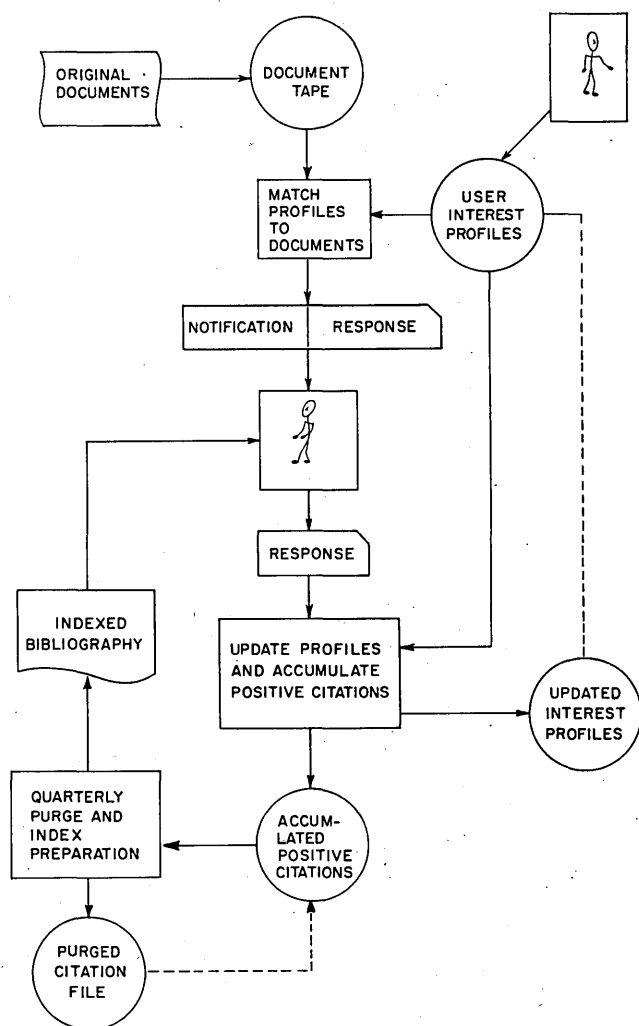 ORIGINAL
DOCUMENTS
DOCUMENT
TAPE
MATCH
PROFILES
TO
DOCUMENTS
USER
INTEREST
PROFILES
NOTIFICATION
RESPONSE
RESPONSE
INDEXED
BIBLIOGRAPHY
UPDATE PROFILES
AND ACCUMULATE
POSITIVE CITATIONS
UPDATED
INTEREST
PROFILES
QUARTERLY
PURGE AND
INDEX
PREPARATION
ACCUM-
LATED
POSITIVE
CITATIONS
PURGED
CITATION
FILE